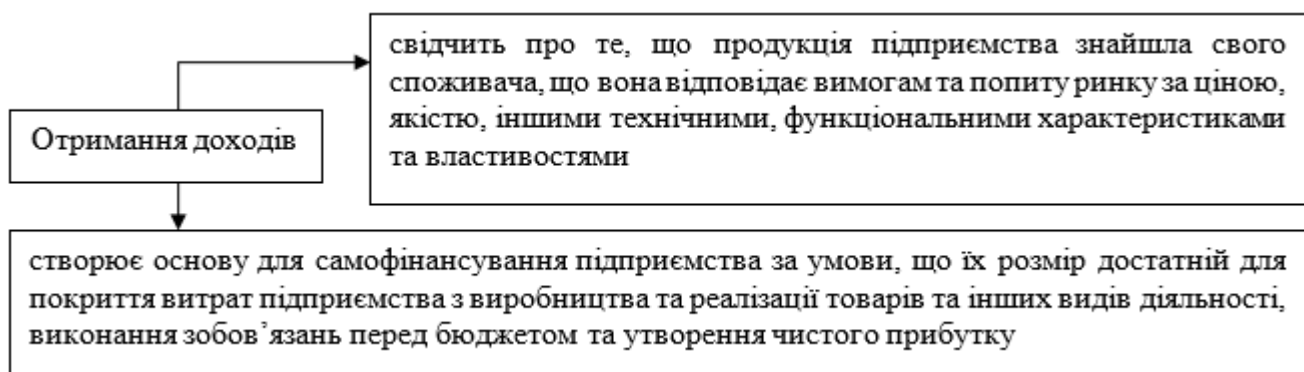 свідчить про те, що продукція підприємства знайшла свого
споживача, що вона відповідає вимогам та попиту ринку за ціною,
якістю, іншими технічними, функціональними характеристиками
та властивостями
Отримання доходів
створює основу для самофінансування підприємства за умови, що їх розмір достатній для
покриття витрат підприємства з виробництва та реалізації товарів та інших видів діяльності,
виконання зобов’язань перед бюджетом та утворення чистого прибутку